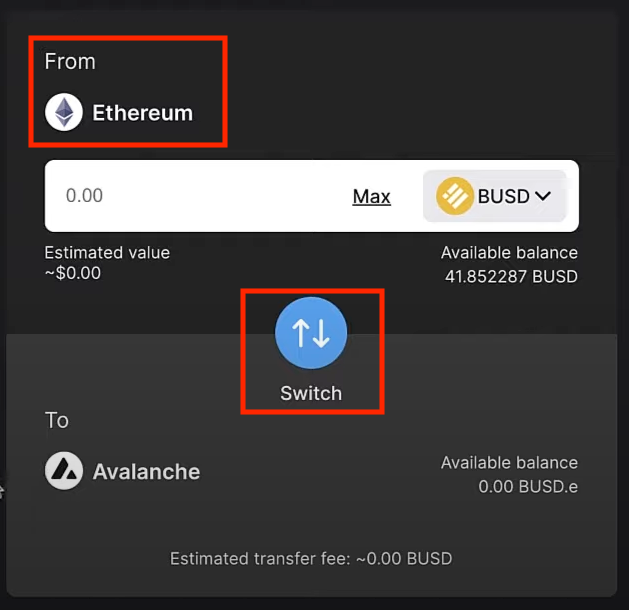 From
Ethereum
0.00 Max BUSD
Estimated value Available balance
~$0.00 41.852287 BUSD
Switch
To
Avalanche
Available balance
0.00 BUSD.e
Estimated transfer fee: ~0.00 BUSD